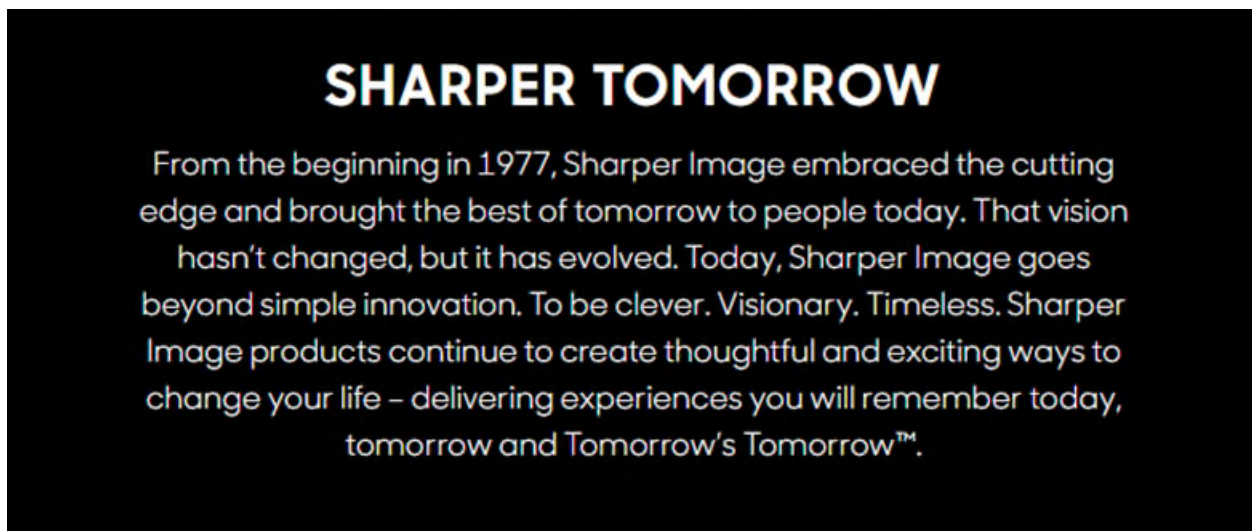 SHARPER TOMORROW
From the beginning in 1977, Sharper Image embraced the cutting
edge and brought the best of tomorrow to people today. That vision
hasn’t changed, but it has evolved. Today, Sharper Image goes
beyond simple innovation. To be clever. Visionary. Timeless. Sharper
Image products continue to create thoughtful and exciting ways to
change your life – delivering experiences you will remember today,
tomorrow and Tomorrow’s Tomorrow™.